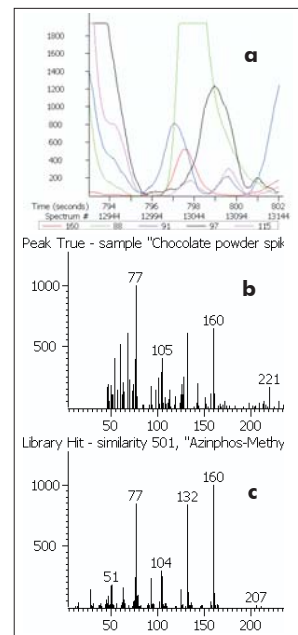 a
1800
1600
1400
1200
1000
800
600
400
200
Time (seconds) 794 796 798 800 802
Spectrum # 12944 12994 13044 13094 13144
160 88 91 97 115
Peak True - sample "Chocolate powder spik
b
77
1000
160
500
105
221
50 100 150 200
Library Hit - similarity 501, "Azinphos-Methy
c
160
1000
77
132
500
51
104
207
50 100 150 200